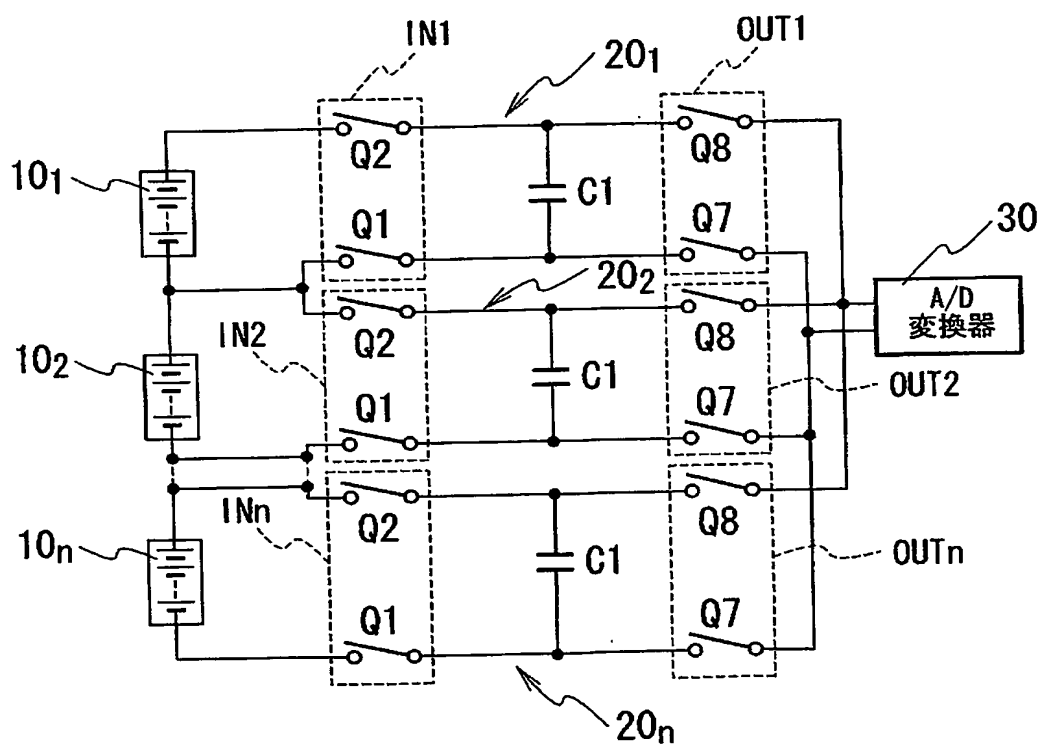 IN1
OUT1
20₁
10₁
Q2
Q8
C1
Q1
Q7
30
20₂
A/D
変換器
IN2
10₂
Q2
Q8
C1
OUT2
Q1
Q7
INn
Q2
Q8
10n
C1
OUTn
Q1
Q7
20n